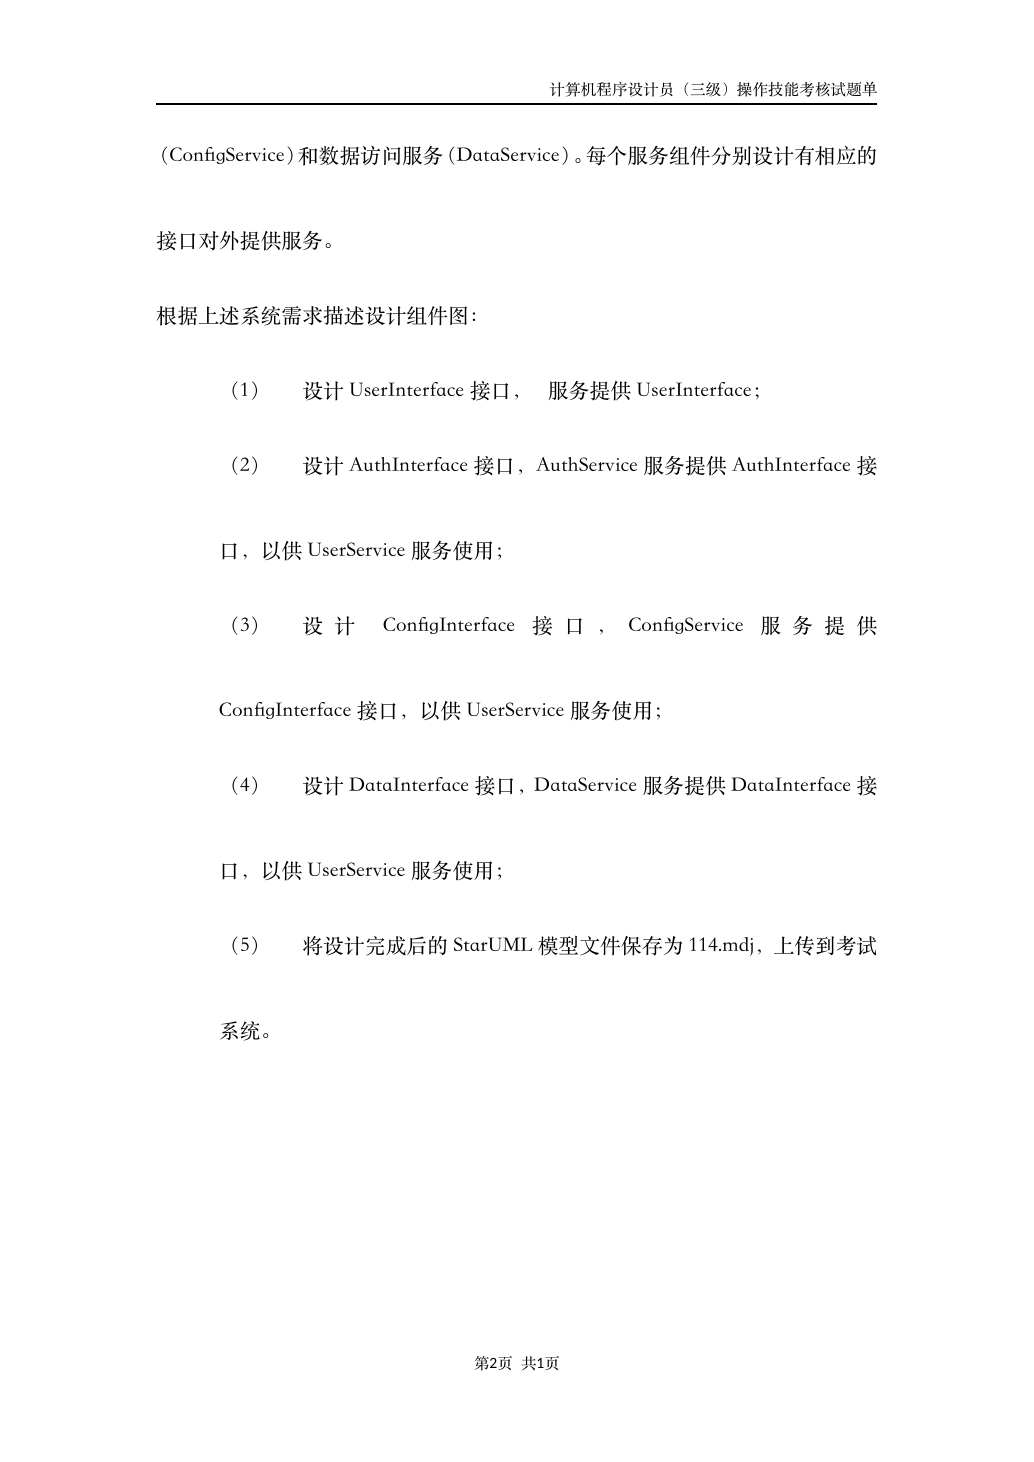 计算机程序设计员（三级）操作技能考核试题单
（ConfigService）和数据访问服务（DataService）。每个服务组件分别设计有相应的
接口对外提供服务。
根据上述系统需求描述设计组件图：
（1） 设计 UserInterface 接口， 服务提供 UserInterface；
（2） 设计 AuthInterface 接口，AuthService 服务提供 AuthInterface 接
口，以供 UserService 服务使用；
（3） 设计 ConfigInterface 接口，ConfigService 服务提供
ConfigInterface 接口，以供 UserService 服务使用；
（4） 设计 DataInterface 接口，DataService 服务提供 DataInterface 接
口，以供 UserService 服务使用；
（5） 将设计完成后的 StarUML 模型文件保存为 114.mdj，上传到考试
系统。
第2页 共1页